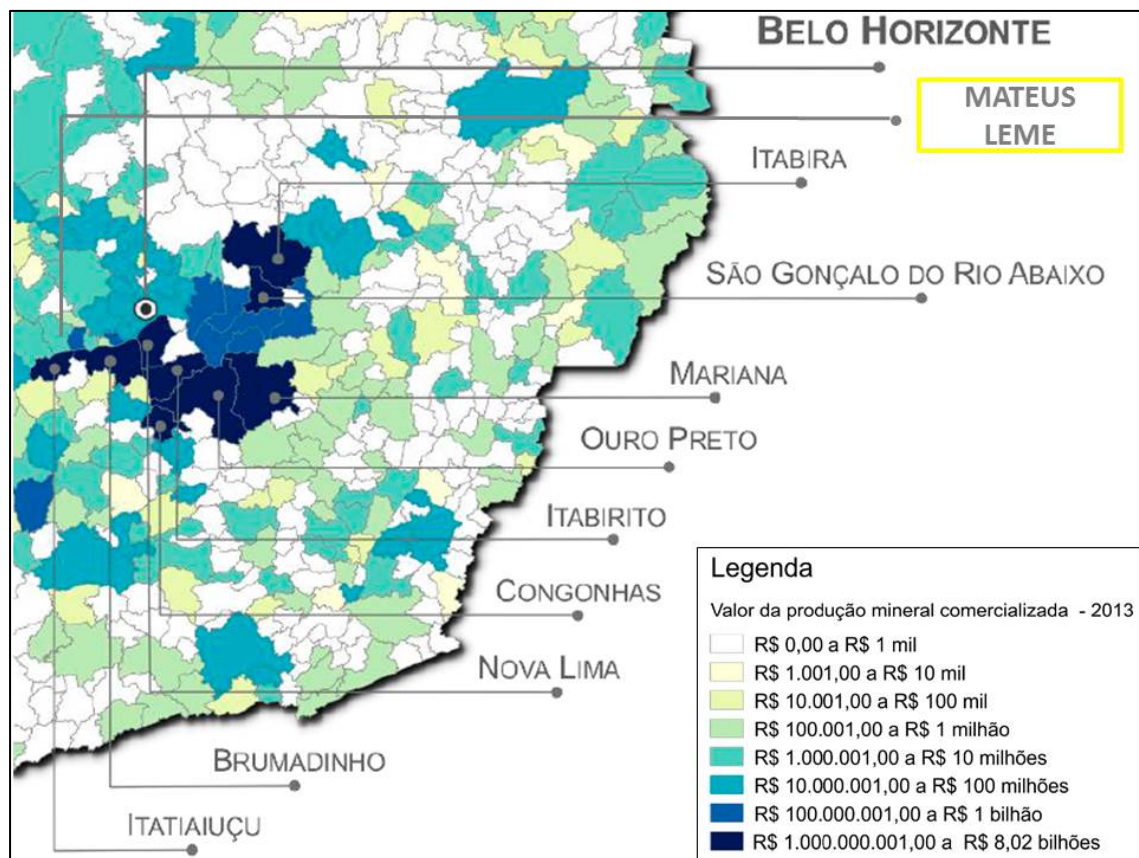 BELO HORIZONTE
MATEUS
LEME
ITABIRA
SÃO GONÇALO DO RIO ABAIXO
MARIANA
OURO PRETO
ITABIRITO
CONGONHAS
NOVA LIMA
BRUMADINHO
ITATIAIUÇU
Legenda
Valor da produção mineral comercializada - 2013
R$ 0,00 a R$ 1 mil
R$ 1.001,00 a R$ 10 mil
R$ 10.001,00 a R$ 100 mil
R$ 100.001,00 a R$ 1 milhão
R$ 1.000.001,00 a R$ 10 milhões
R$ 10.000.001,00 a R$ 100 milhões
R$ 100.000.001,00 a R$ 1 bilhão
R$ 1.000.000.001,00 a R$ 8,02 bilhões